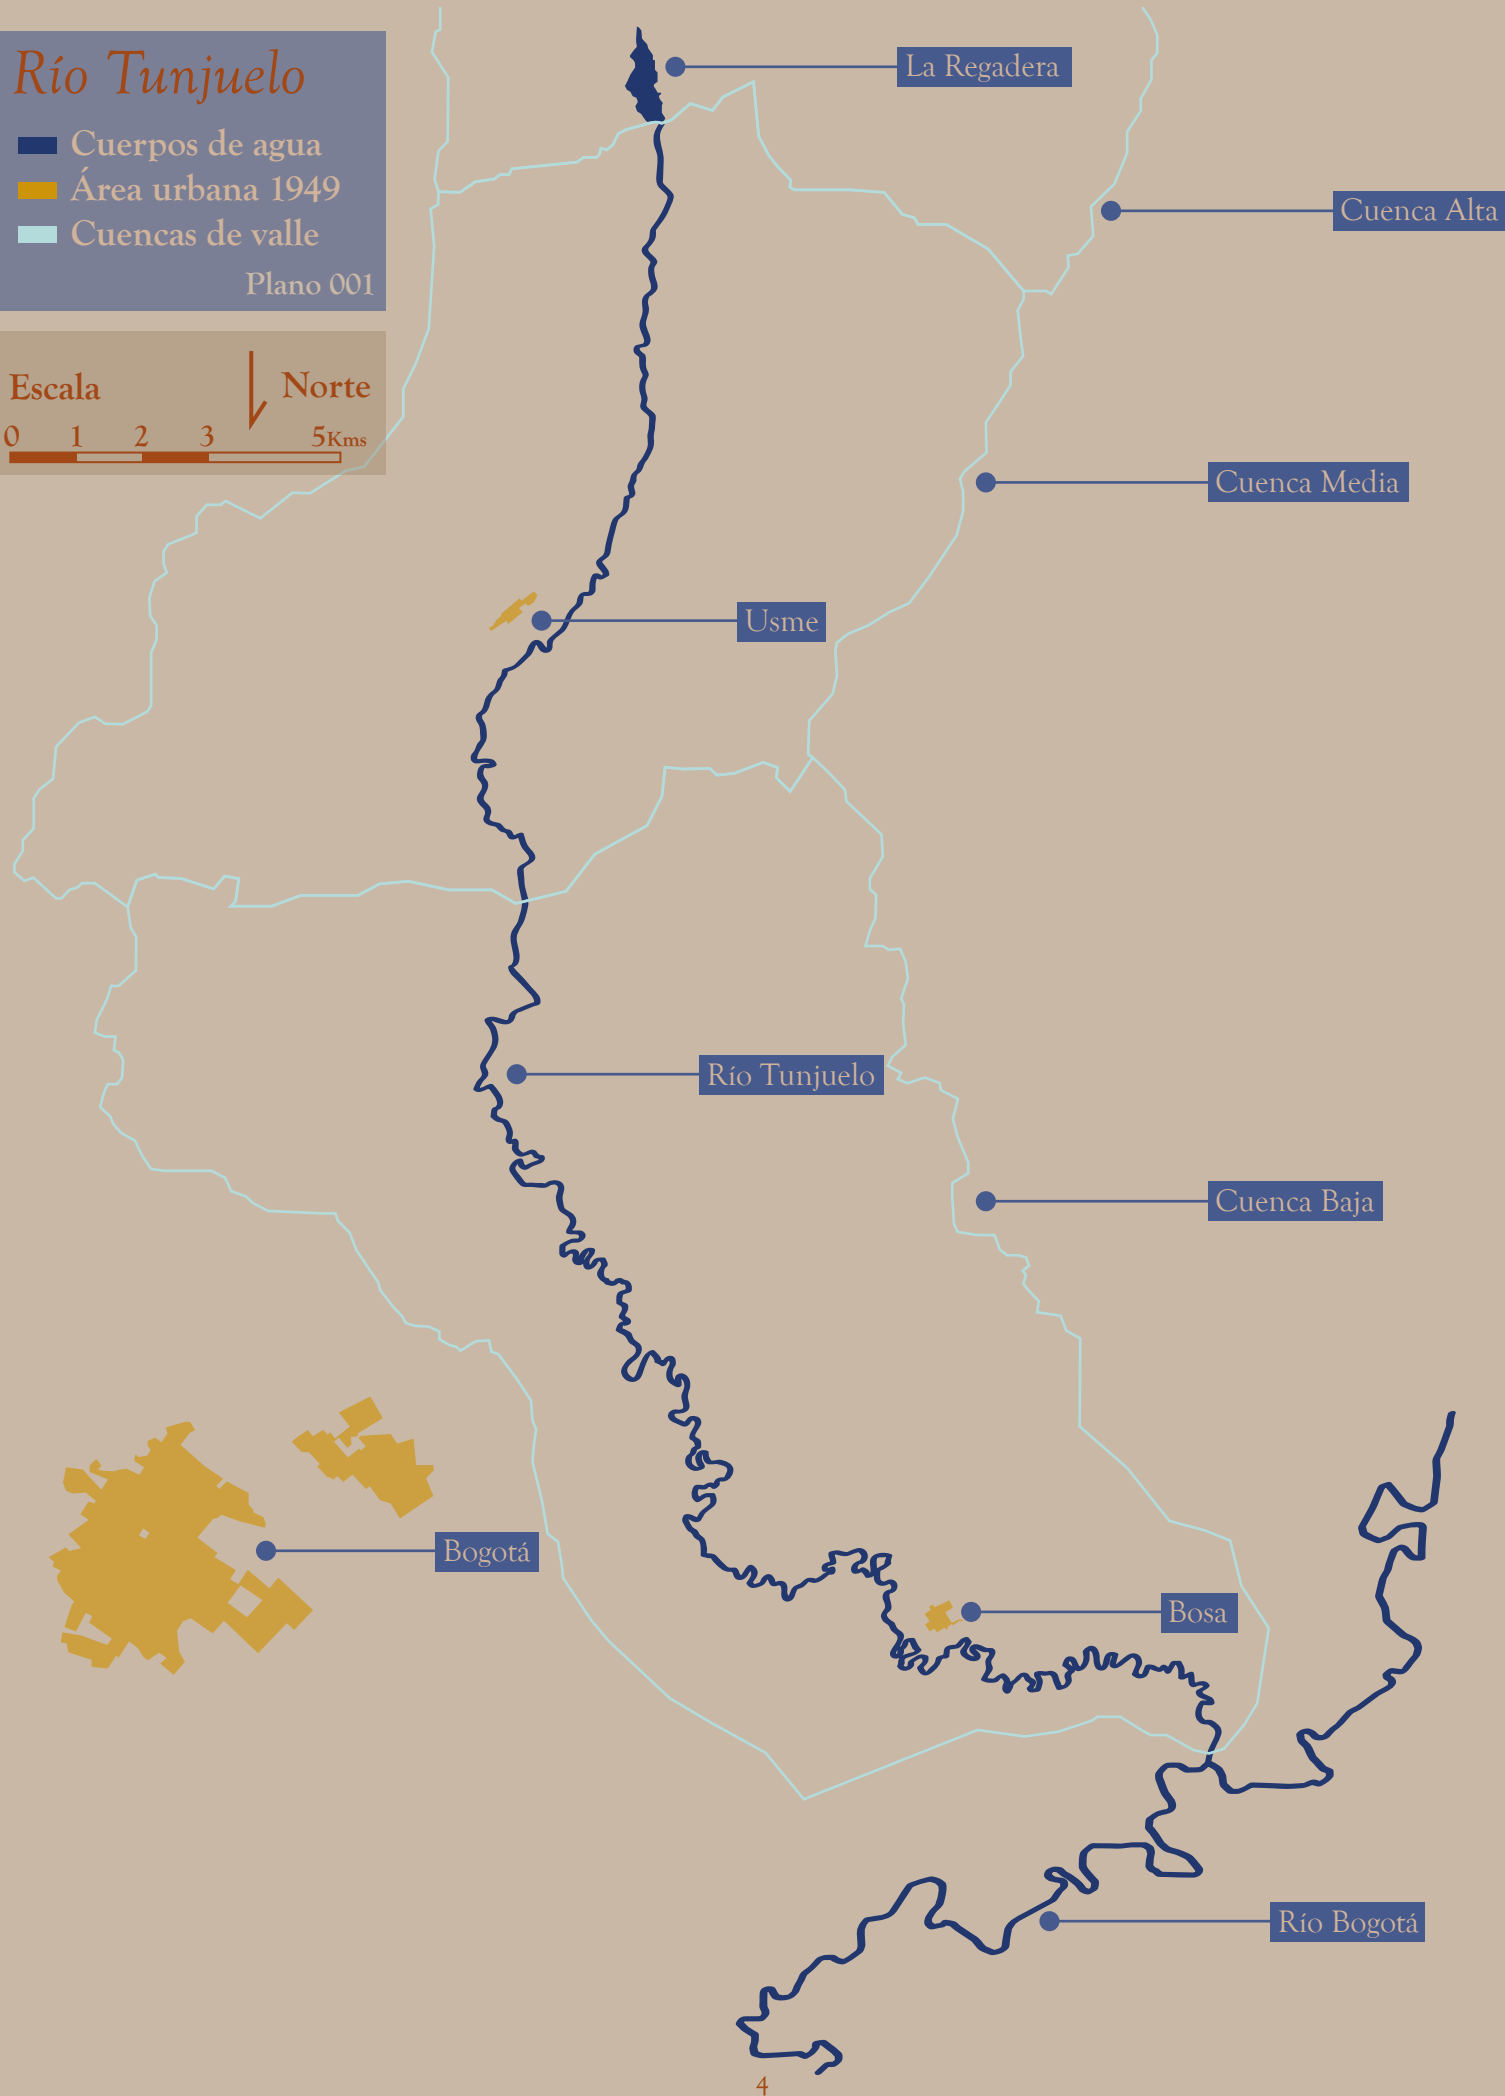 Río Tunjuelo
Cuerpos de agua
Área urbana 1949
Cuencas de valle
Plano 001
Escala
Norte
0 1 2 3 5Kms
La Regadera
Cuenca Alta
Cuenca Media
Usme
Río Tunjuelo
Cuenca Baja
Bogotá
Bosa
Río Bogotá
4